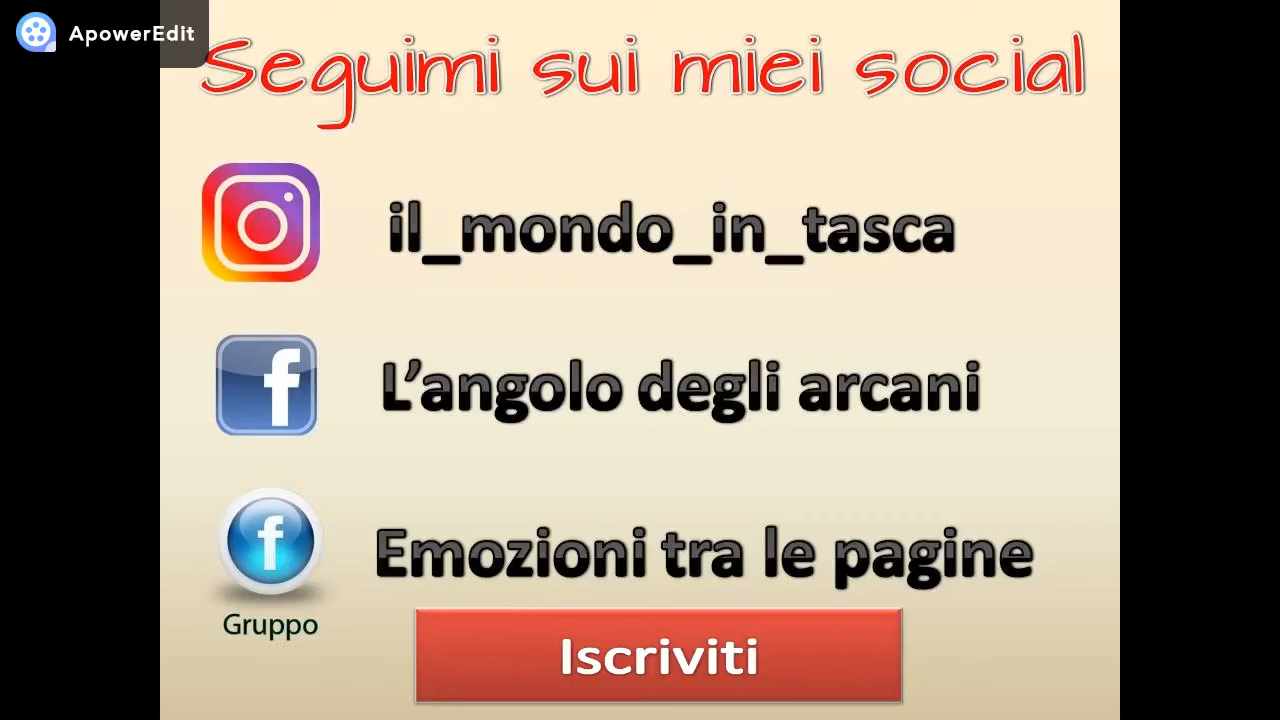 ApowerEdit
Seguimi sui miei social
il_mondo_in_tasca
f
L’angolo degli arcani
f
Emozioni tra le pagine
Gruppo
Iscriviti